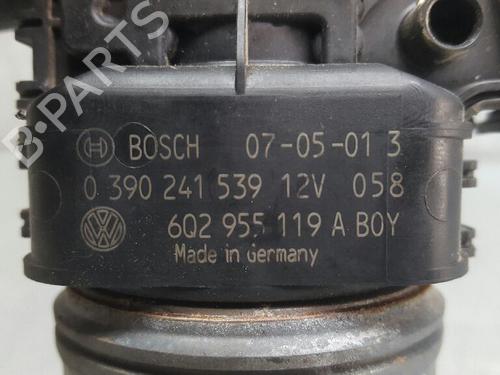 B-PARTS
BOSCH 07-05-01 3
0 390 241 539 12V 058
6Q2 955 119 A BOY
Made in Germany